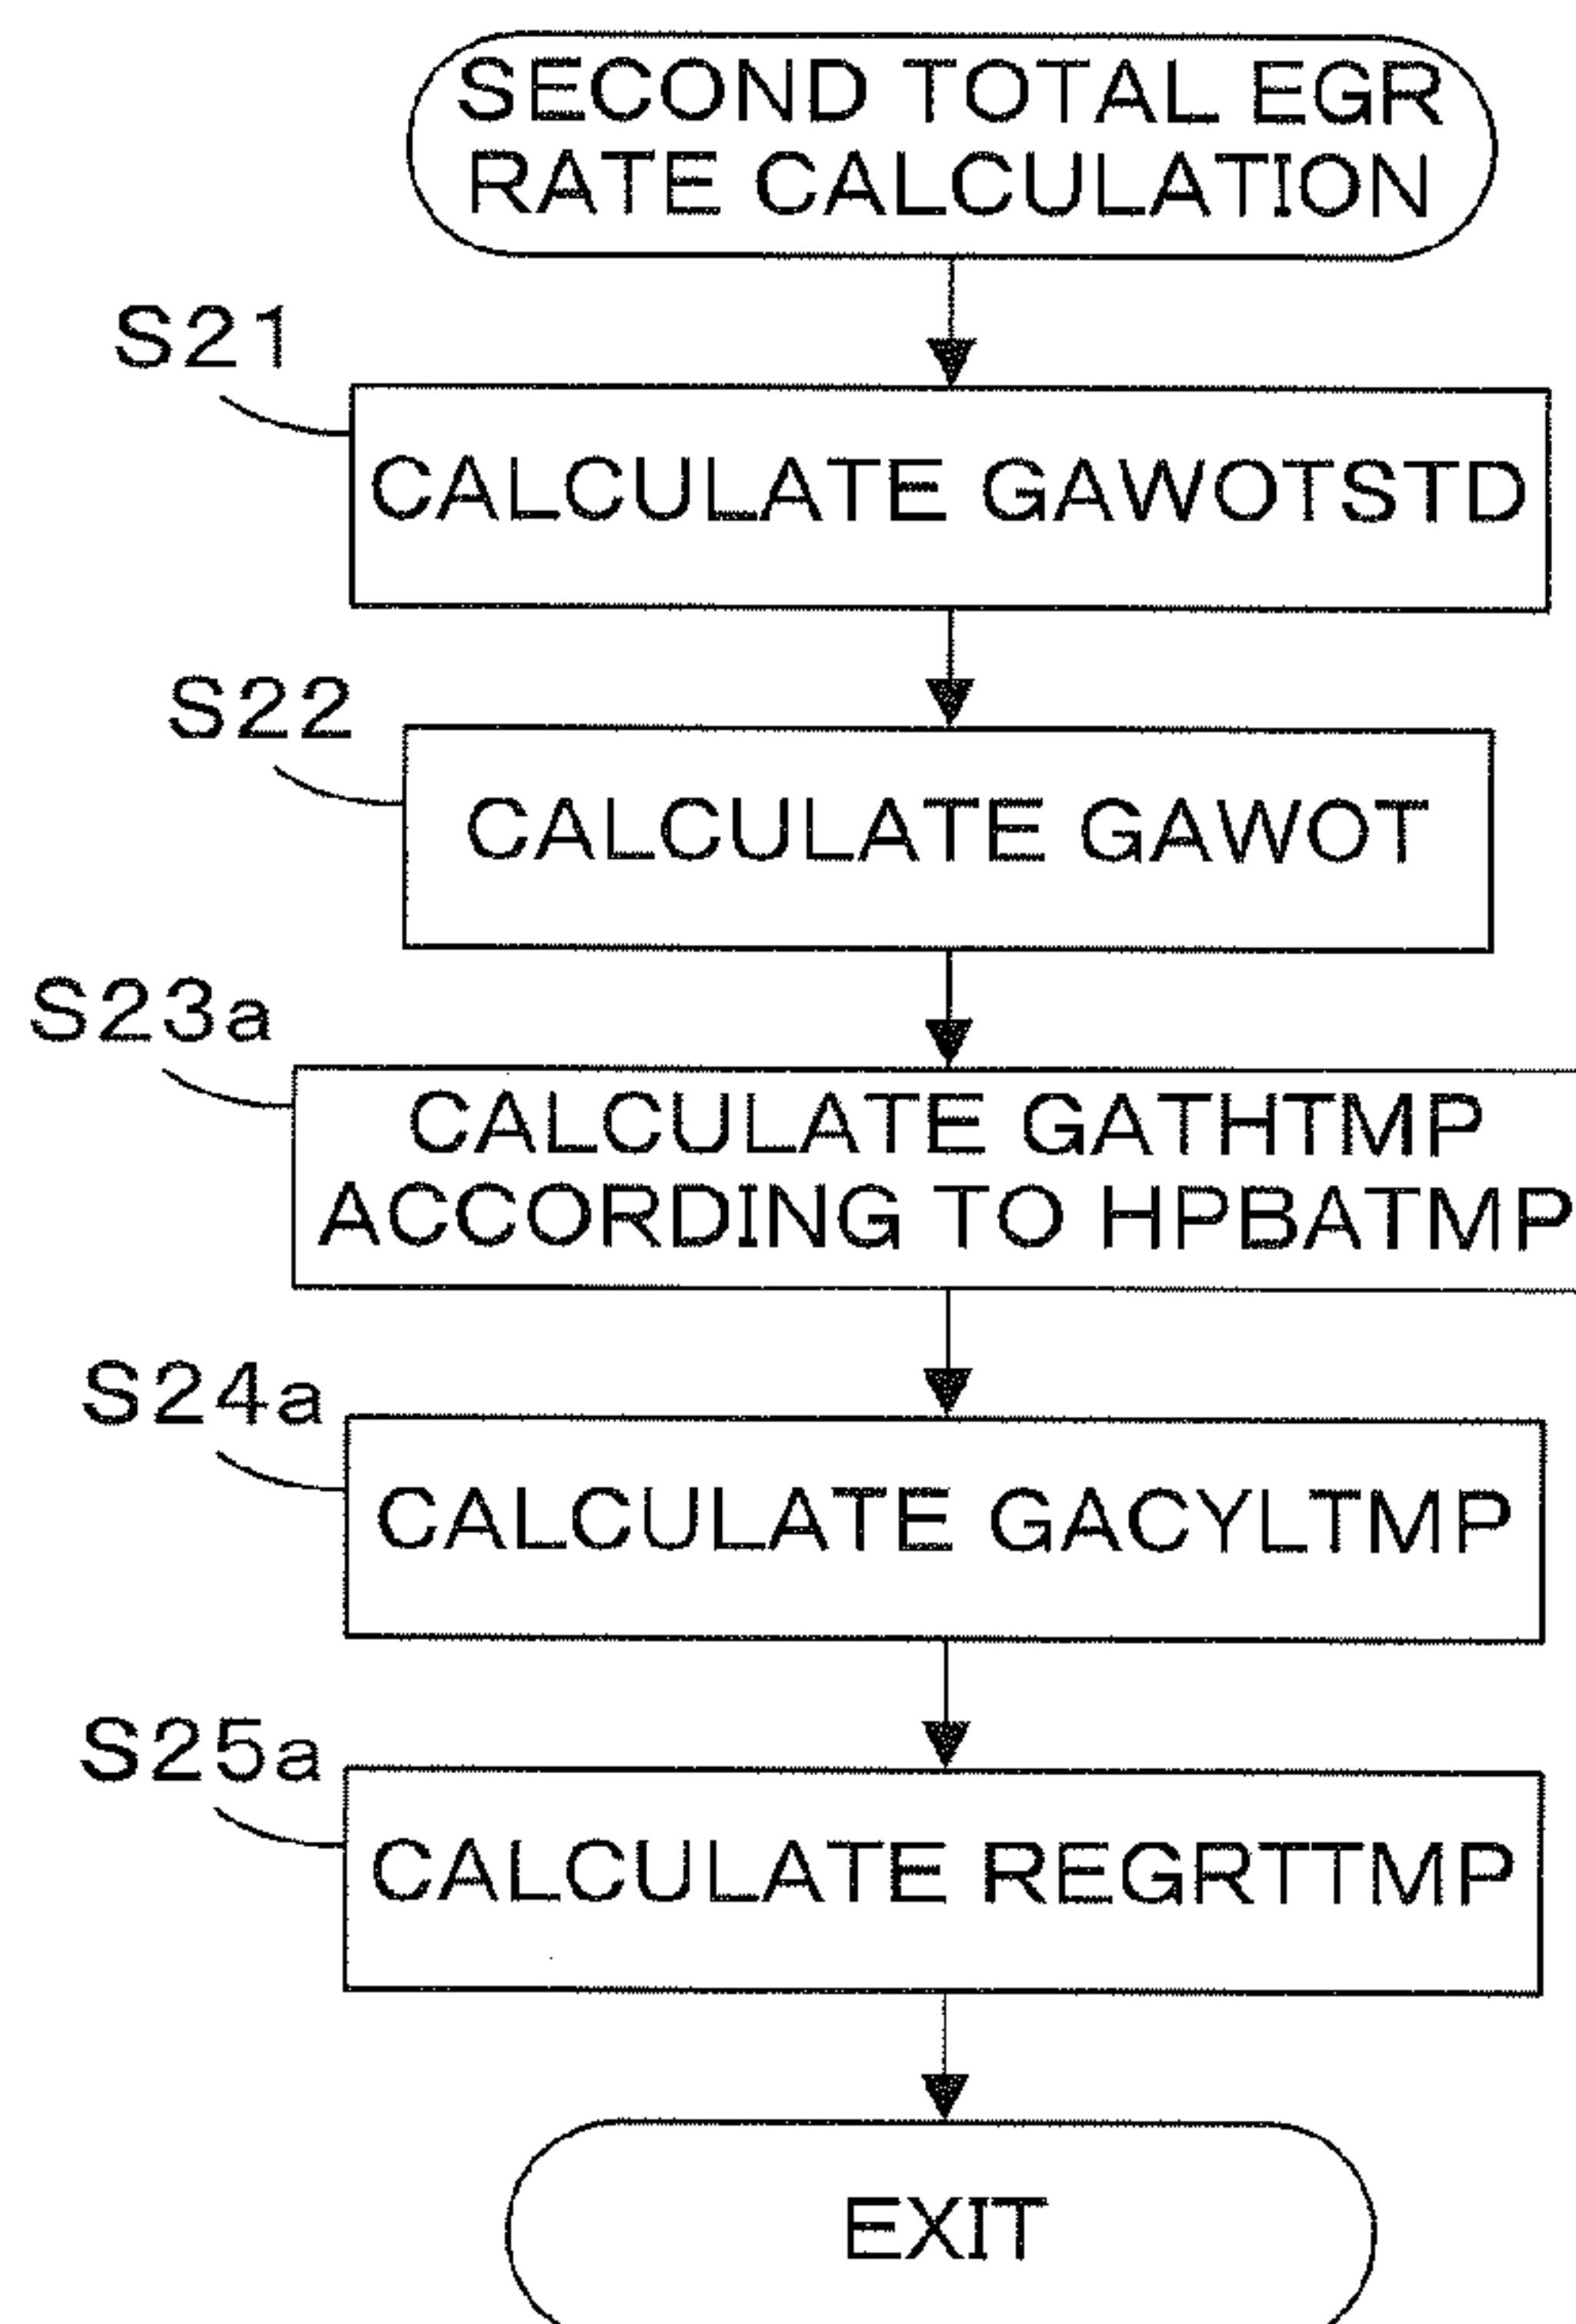 SECOND TOTAL EGR
RATE CALCULATION
S21
CALCULATE GAWOTSTD
S22
CALCULATE GAWOT
S23a
CALCULATE GATHTMP
ACCORDING TO HPBATMP
S24a
CALCULATE GACYLTMP
S25a
CALCULATE REGRTTMP
EXIT